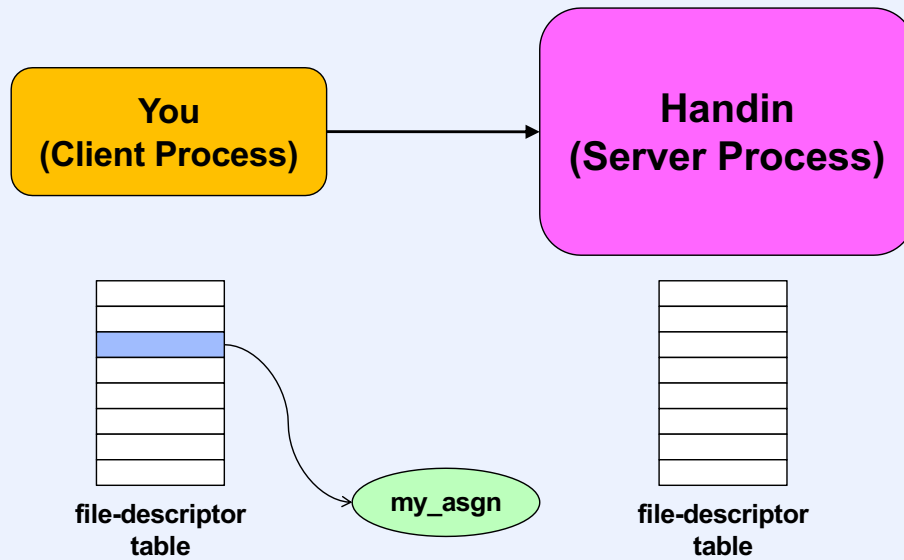 You
(Client Process)
Handin
(Server Process)
my_asgn
file-descriptor
table
file-descriptor
table